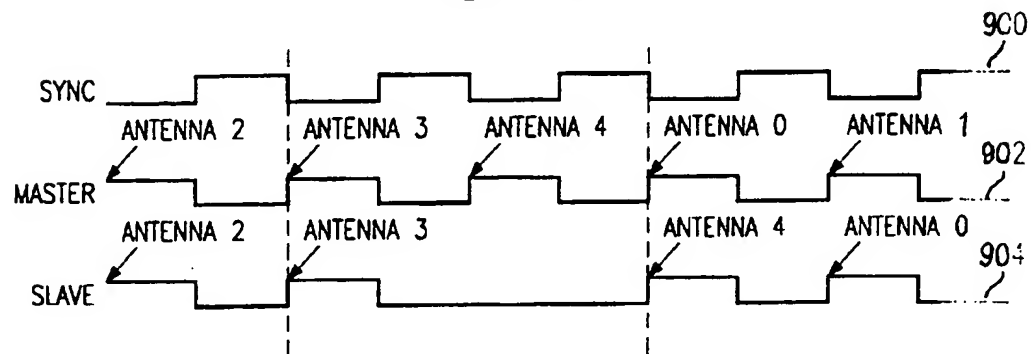 900
SYNC
ANTENNA 2 ANTENNA 3 ANTENNA 4 ANTENNA 0 ANTENNA 1
902
MASTER
ANTENNA 2 ANTENNA 3 ANTENNA 4 ANTENNA 0
904
SLAVE